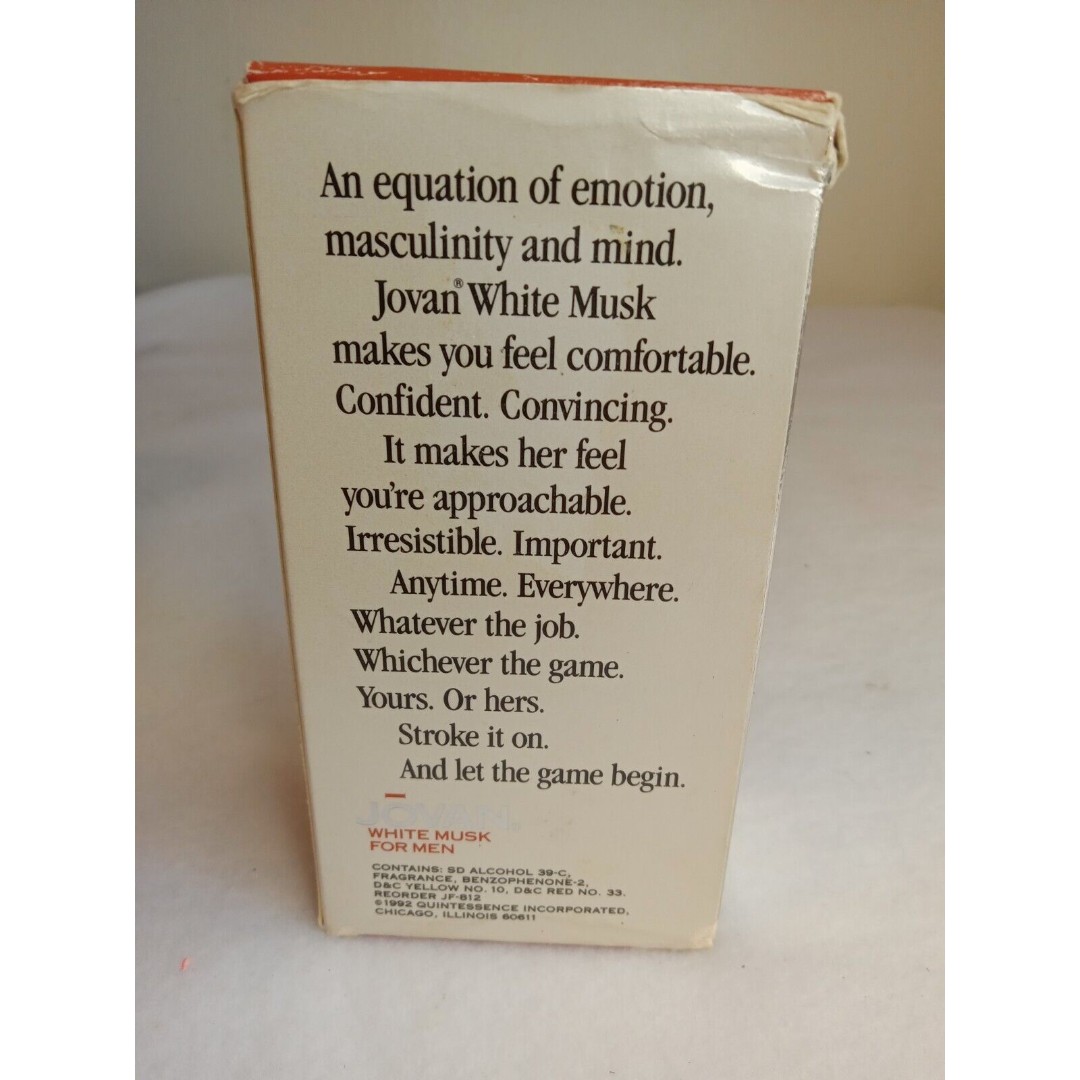 An equation of emotion,
masculinity and mind.
Jovan® White Musk
makes you feel comfortable.
Confident. Convincing.
It makes her feel
you're approachable.
Irresistible. Important.
Anytime. Everywhere.
Whatever the job.
Whichever the game.
Yours. Or hers.
Stroke it on.
And let the game begin.
JŌVAN.
WHITE MUSK
FOR MEN
CONTAINS: SD ALCOHOL 39-C,
FRAGRANCE, BENZOPHENONE-2,
D&C YELLOW NO. 10, D&C RED NO. 33.
REORDER JF-812
©1992 QUINTESSENCE INCORPORATED,
CHICAGO, ILLINOIS 60611